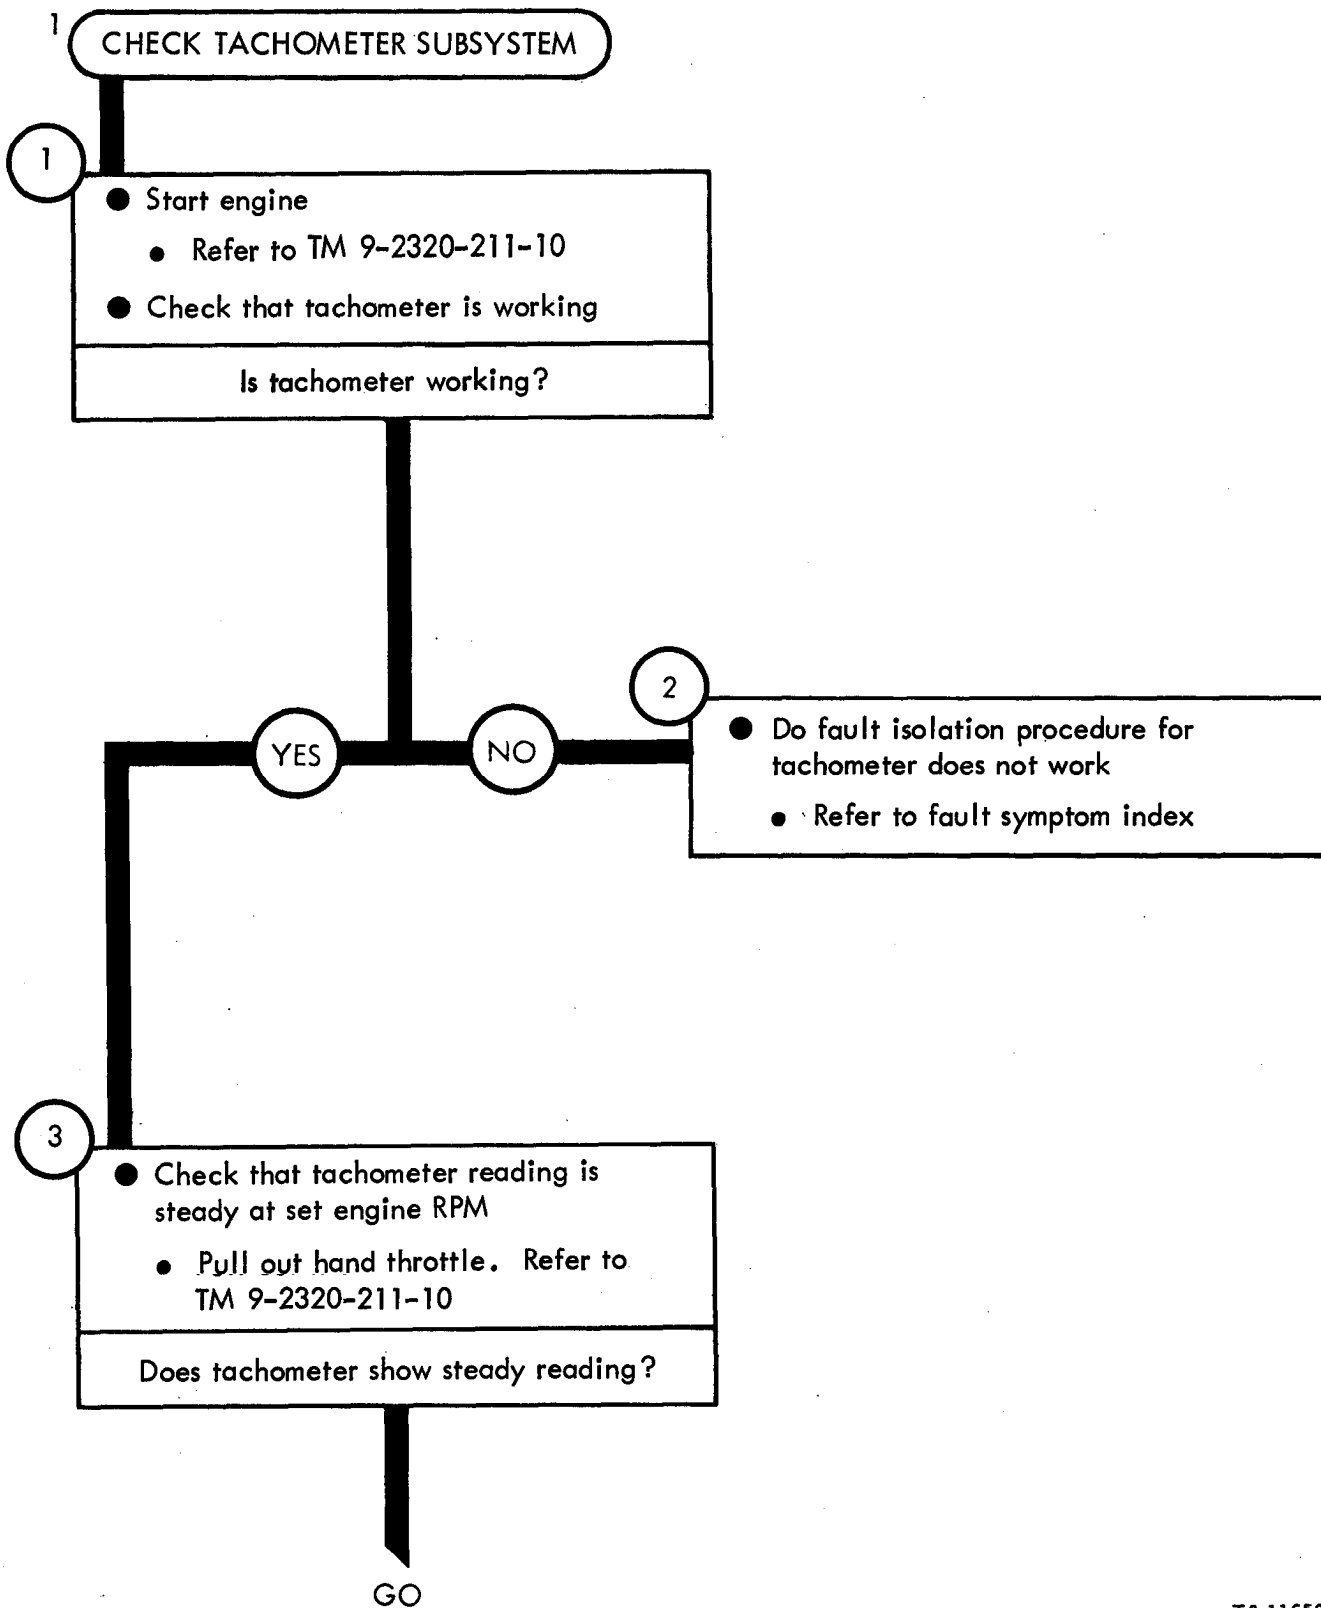 1
CHECK TACHOMETER SUBSYSTEM
1
● Start engine
● Refer to TM 9-2320-211-10
● Check that tachometer is working
Is tachometer working?
YES
NO
2
● Do fault isolation procedure for
tachometer does not work
● Refer to fault symptom index
3
● Check that tachometer reading is
steady at set engine RPM
● Pull out hand throttle. Refer to
TM 9-2320-211-10
Does tachometer show steady reading?
GO